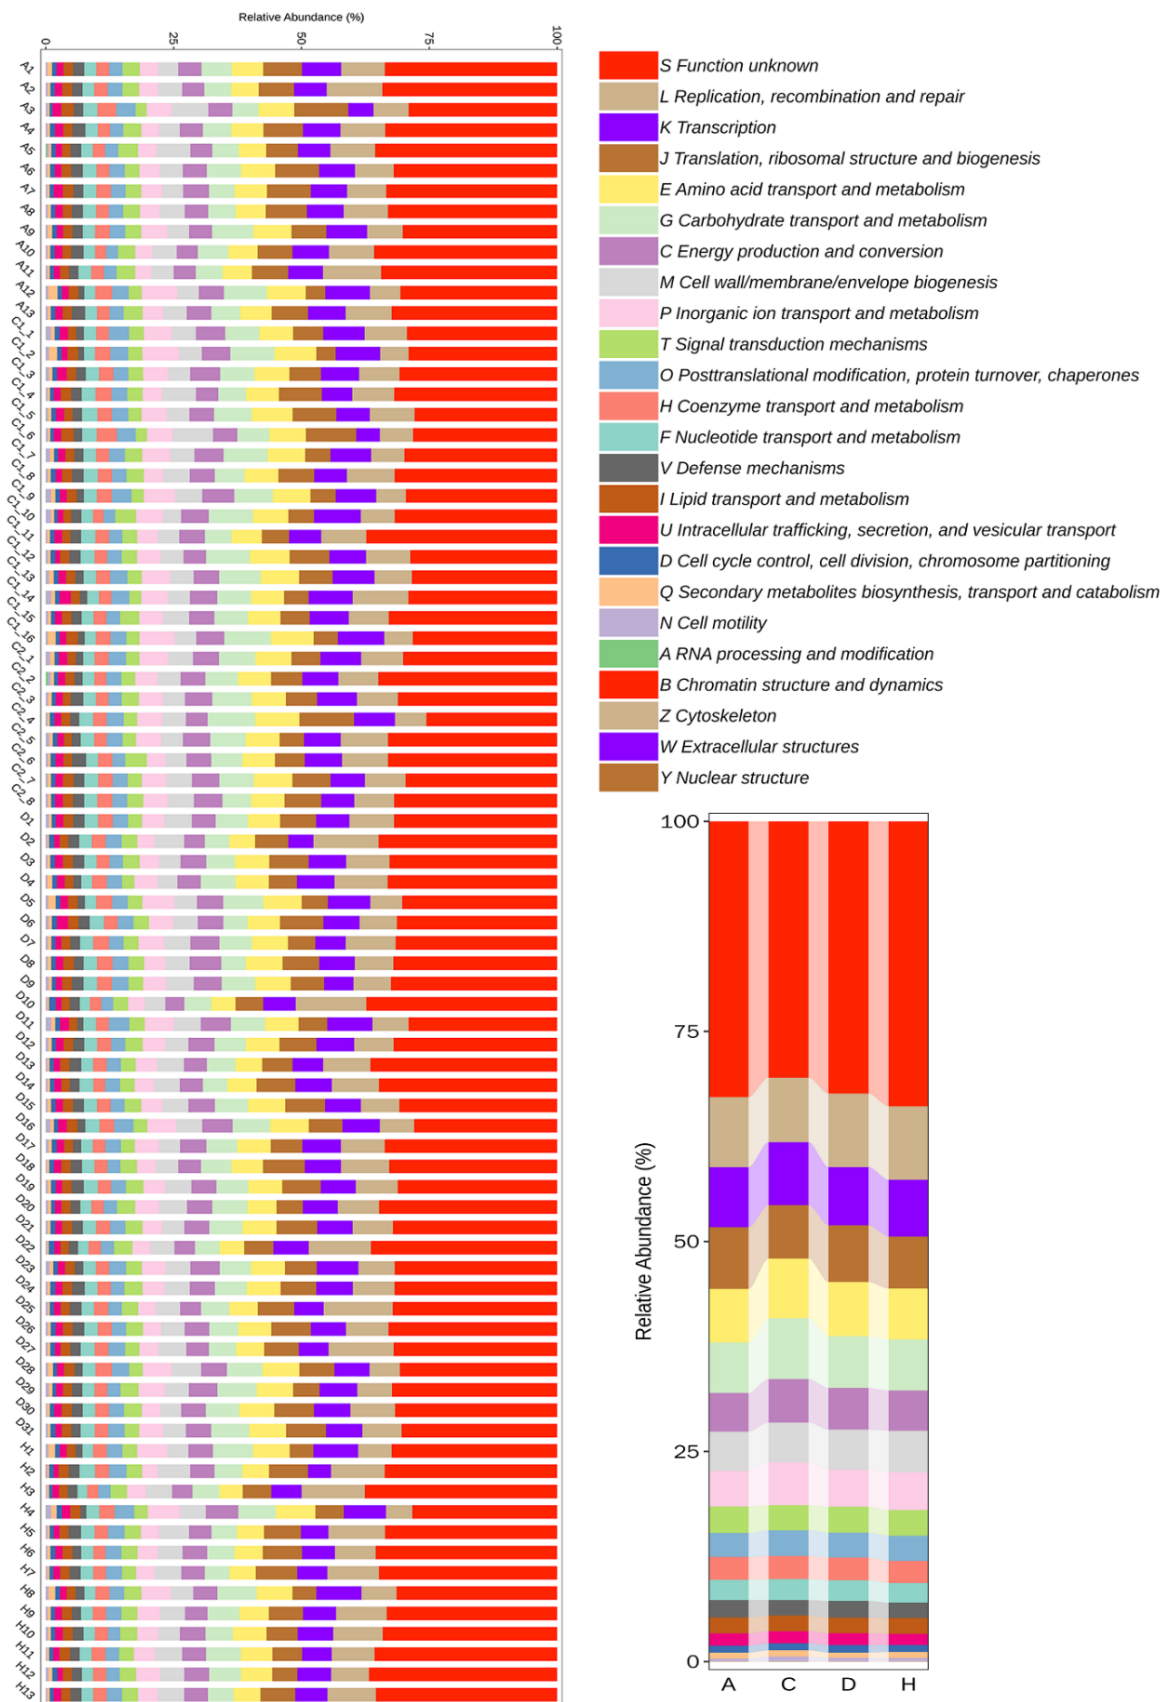 Relative Abundance (%)
0 25 50 75 100
A1
A2
A3
A4
A5
A6
A7
A8
A9
A10
A11
A12
A13
C1_1
C1_2
C1_3
C1_4
C1_5
C1_6
C1_7
C1_8
C1_9
C1_10
C1_11
C1_12
C1_13
C1_14
C1_15
C1_16
C2_1
C2_2
C2_3
C2_4
C2_5
C2_6
C2_7
C2_8
D1
D2
D3
D4
D5
D6
D7
D8
D9
D10
D11
D12
D13
D14
D15
D16
D17
D18
D19
D20
D21
D22
D23
D24
D25
D26
D27
D28
D29
D30
D31
H1
H2
H3
H4
H5
H6
H7
H8
H9
H10
H11
H12
H13
S Function unknown
L Replication, recombination and repair
K Transcription
J Translation, ribosomal structure and biogenesis
E Amino acid transport and metabolism
G Carbohydrate transport and metabolism
C Energy production and conversion
M Cell wall/membrane/envelope biogenesis
P Inorganic ion transport and metabolism
T Signal transduction mechanisms
O Posttranslational modification, protein turnover, chaperones
H Coenzyme transport and metabolism
F Nucleotide transport and metabolism
V Defense mechanisms
I Lipid transport and metabolism
U Intracellular trafficking, secretion, and vesicular transport
D Cell cycle control, cell division, chromosome partitioning
Q Secondary metabolites biosynthesis, transport and catabolism
N Cell motility
A RNA processing and modification
B Chromatin structure and dynamics
Z Cytoskeleton
W Extracellular structures
Y Nuclear structure
Relative Abundance (%)
100
75
50
25
0
A C D H